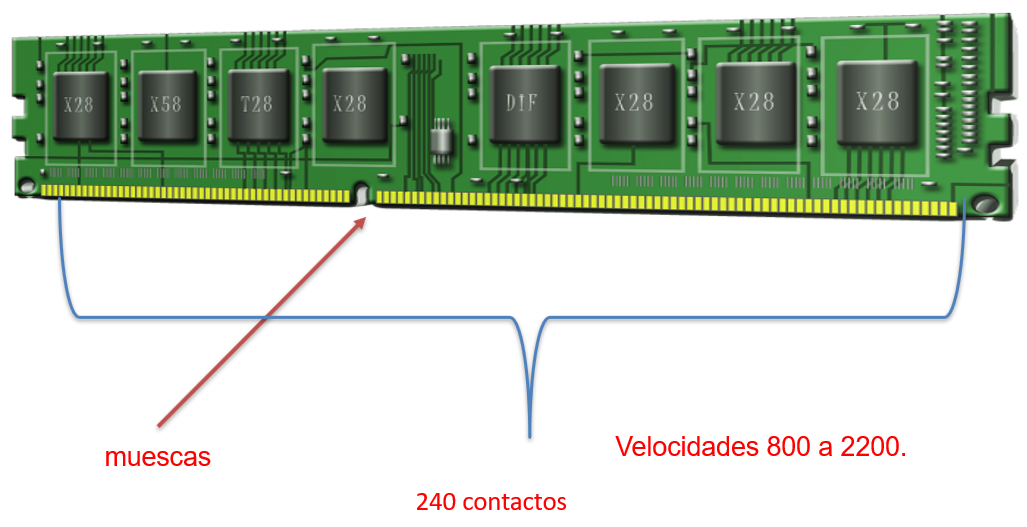 X28 X58 T28 X28 DIF X28 X28 X28
muescas
Velocidades 800 a 2200.
240 contactos